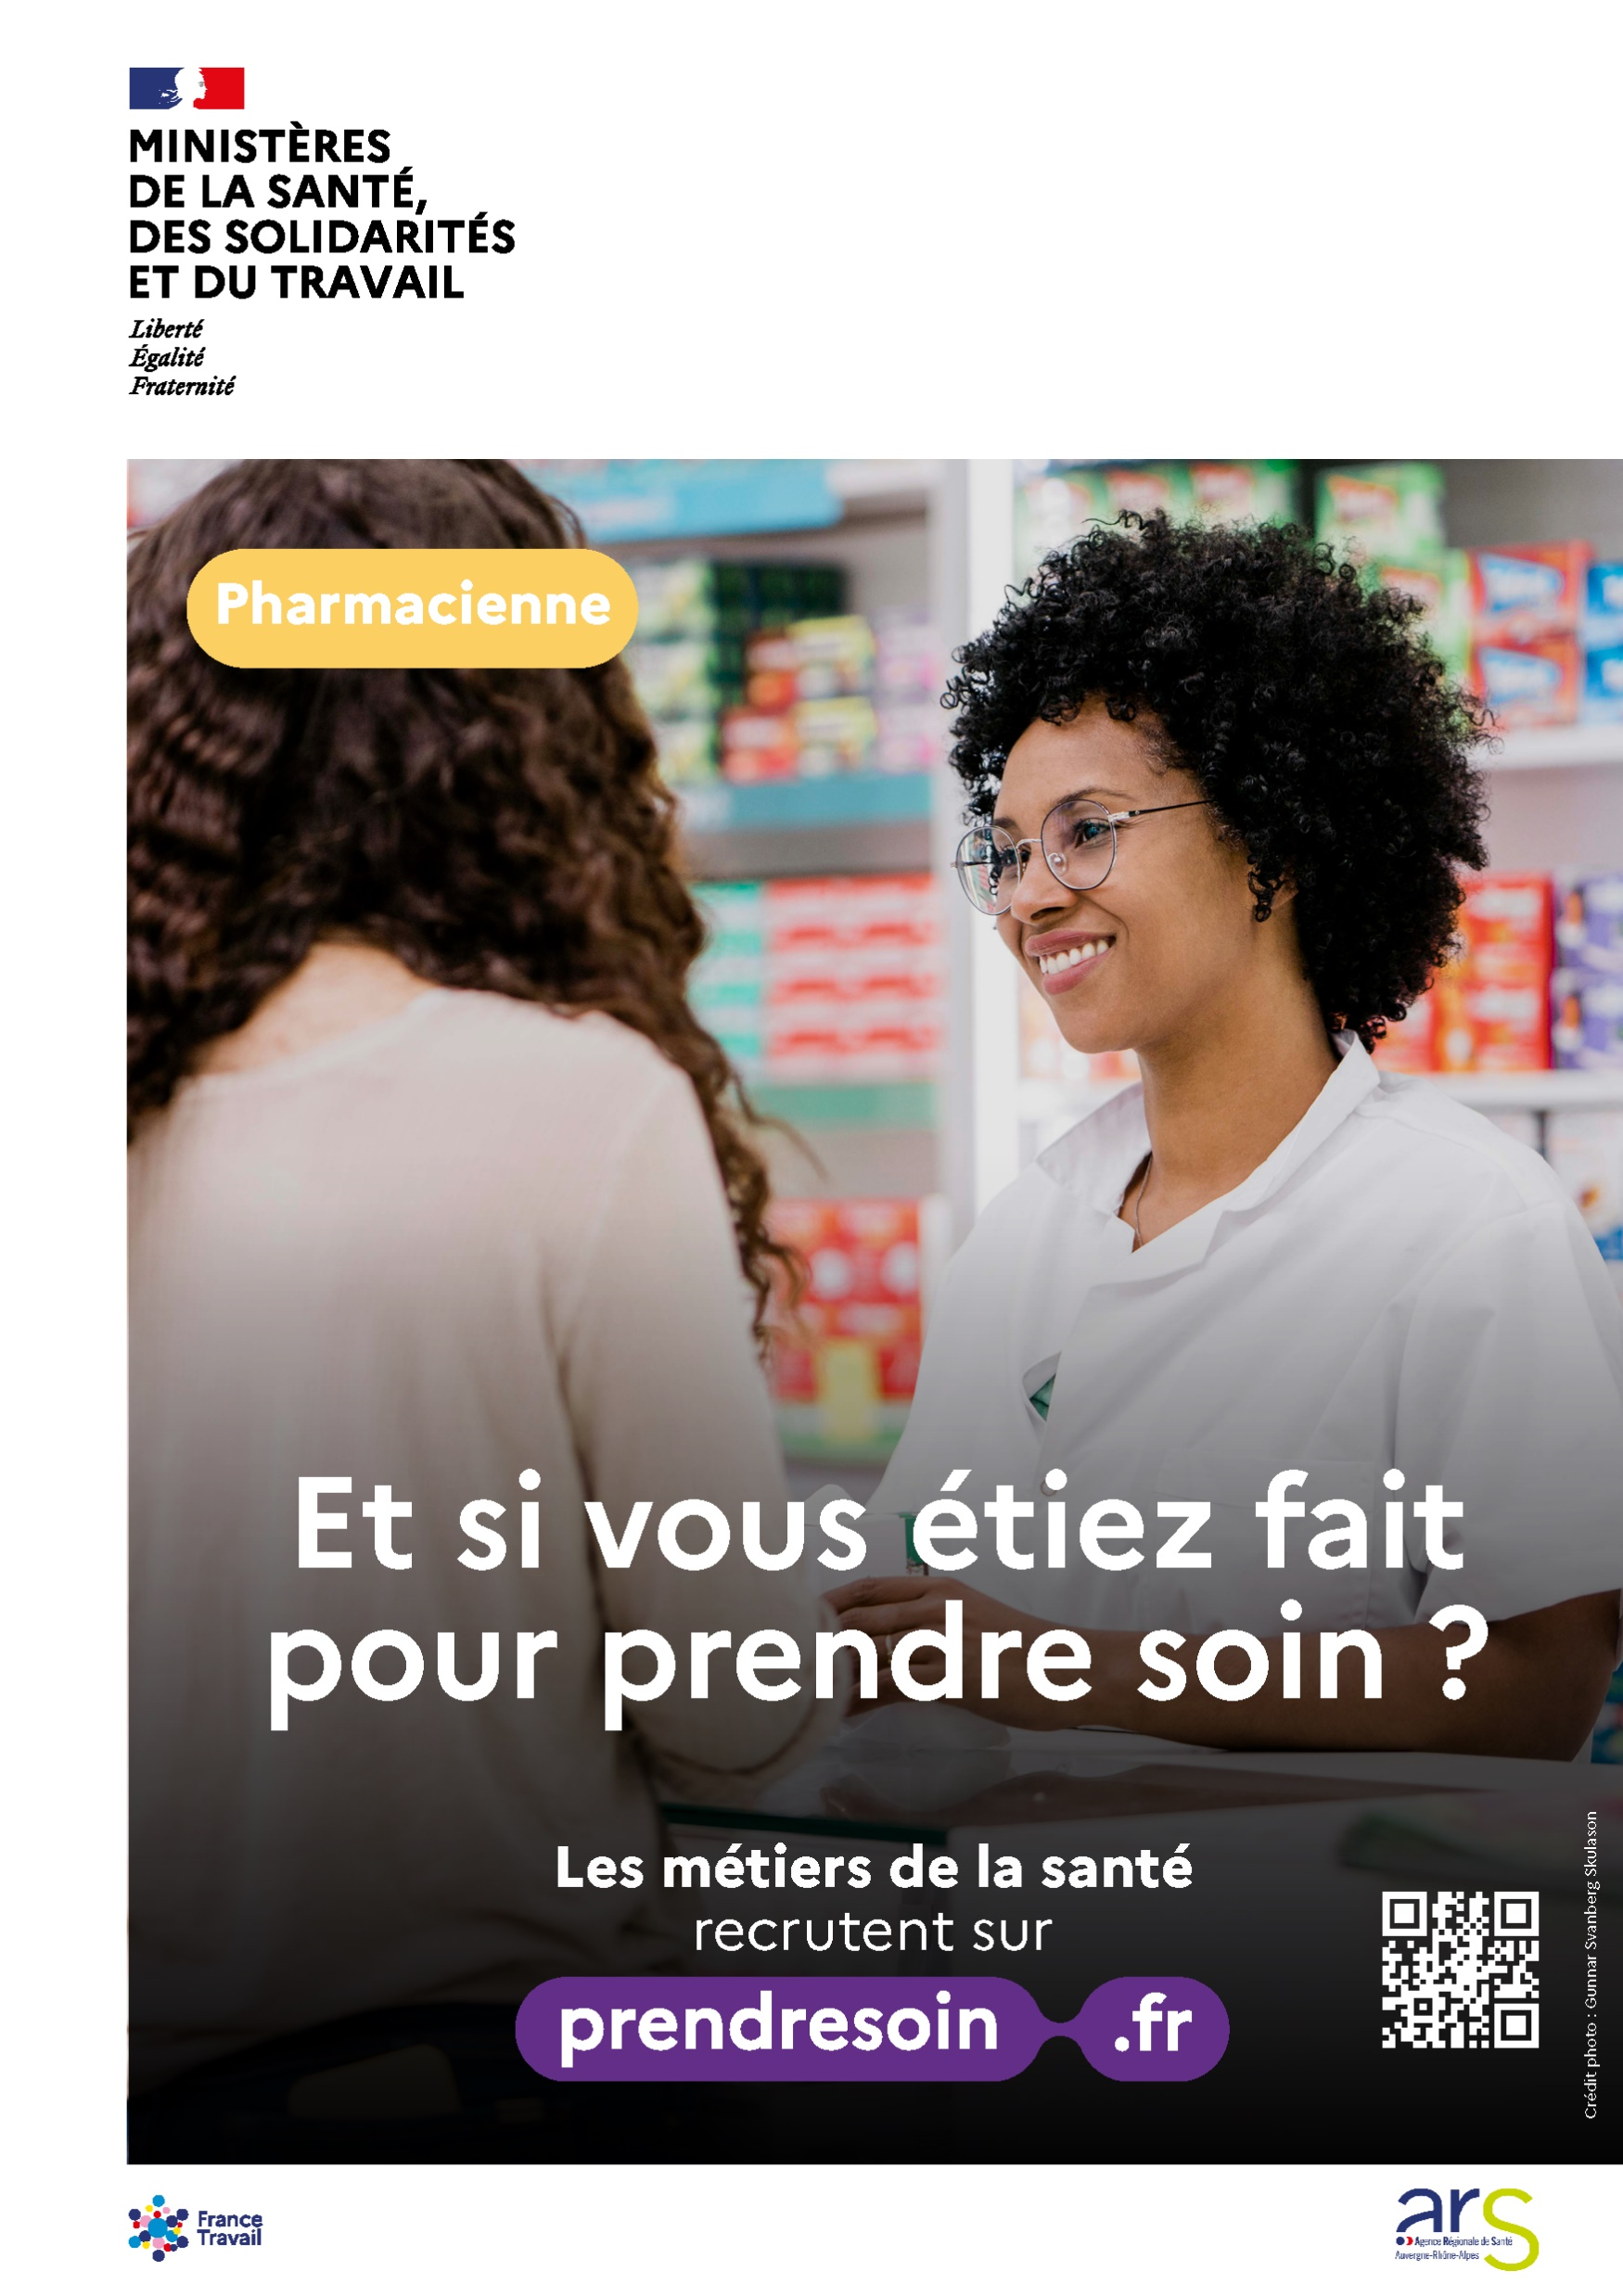 MINISTÈRES
DE LA SANTÉ,
DES SOLIDARITÉS
ET DU TRAVAIL
Liberté
Égalité
Fraternité
Pharmacienne
Et si vous étiez fait
pour prendre soin ?
Les métiers de la santé
recrutent sur
prendresoin .fr
Crédit photo : Gunnar Svanberg Skulason
France
Travail
ars
Agence Régionale de Santé
Auvergne-Rhône-Alpes